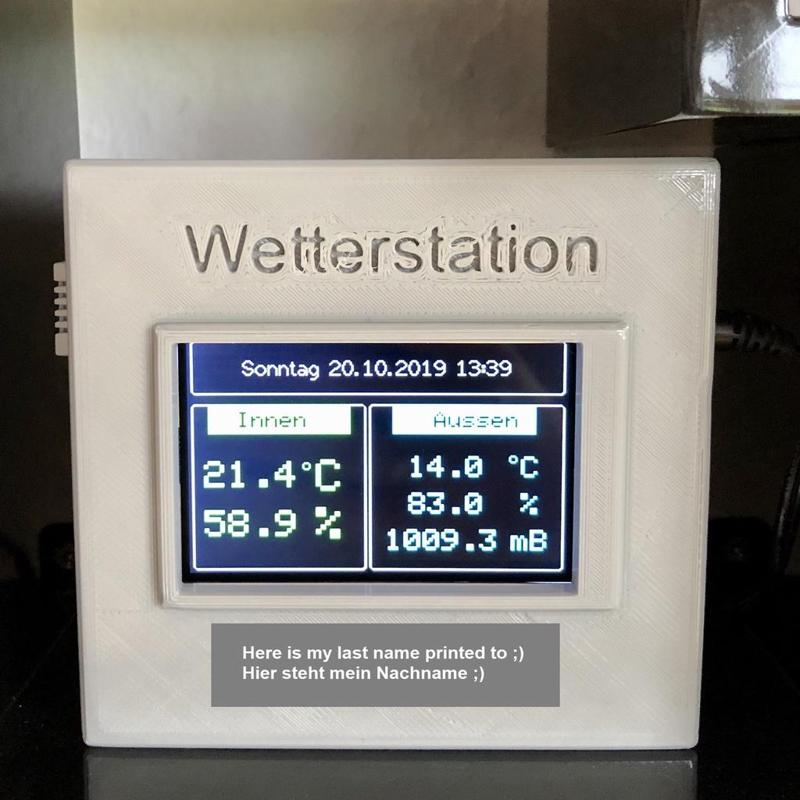 Wetterstation
Sonntag 20.10.2019 13:39
Innen
21.4°C
58.9 %
Aussen
14.0 °C
83.0 %
1009.3 mB
Here is my last name printed to ;)
Hier steht mein Nachname ;)